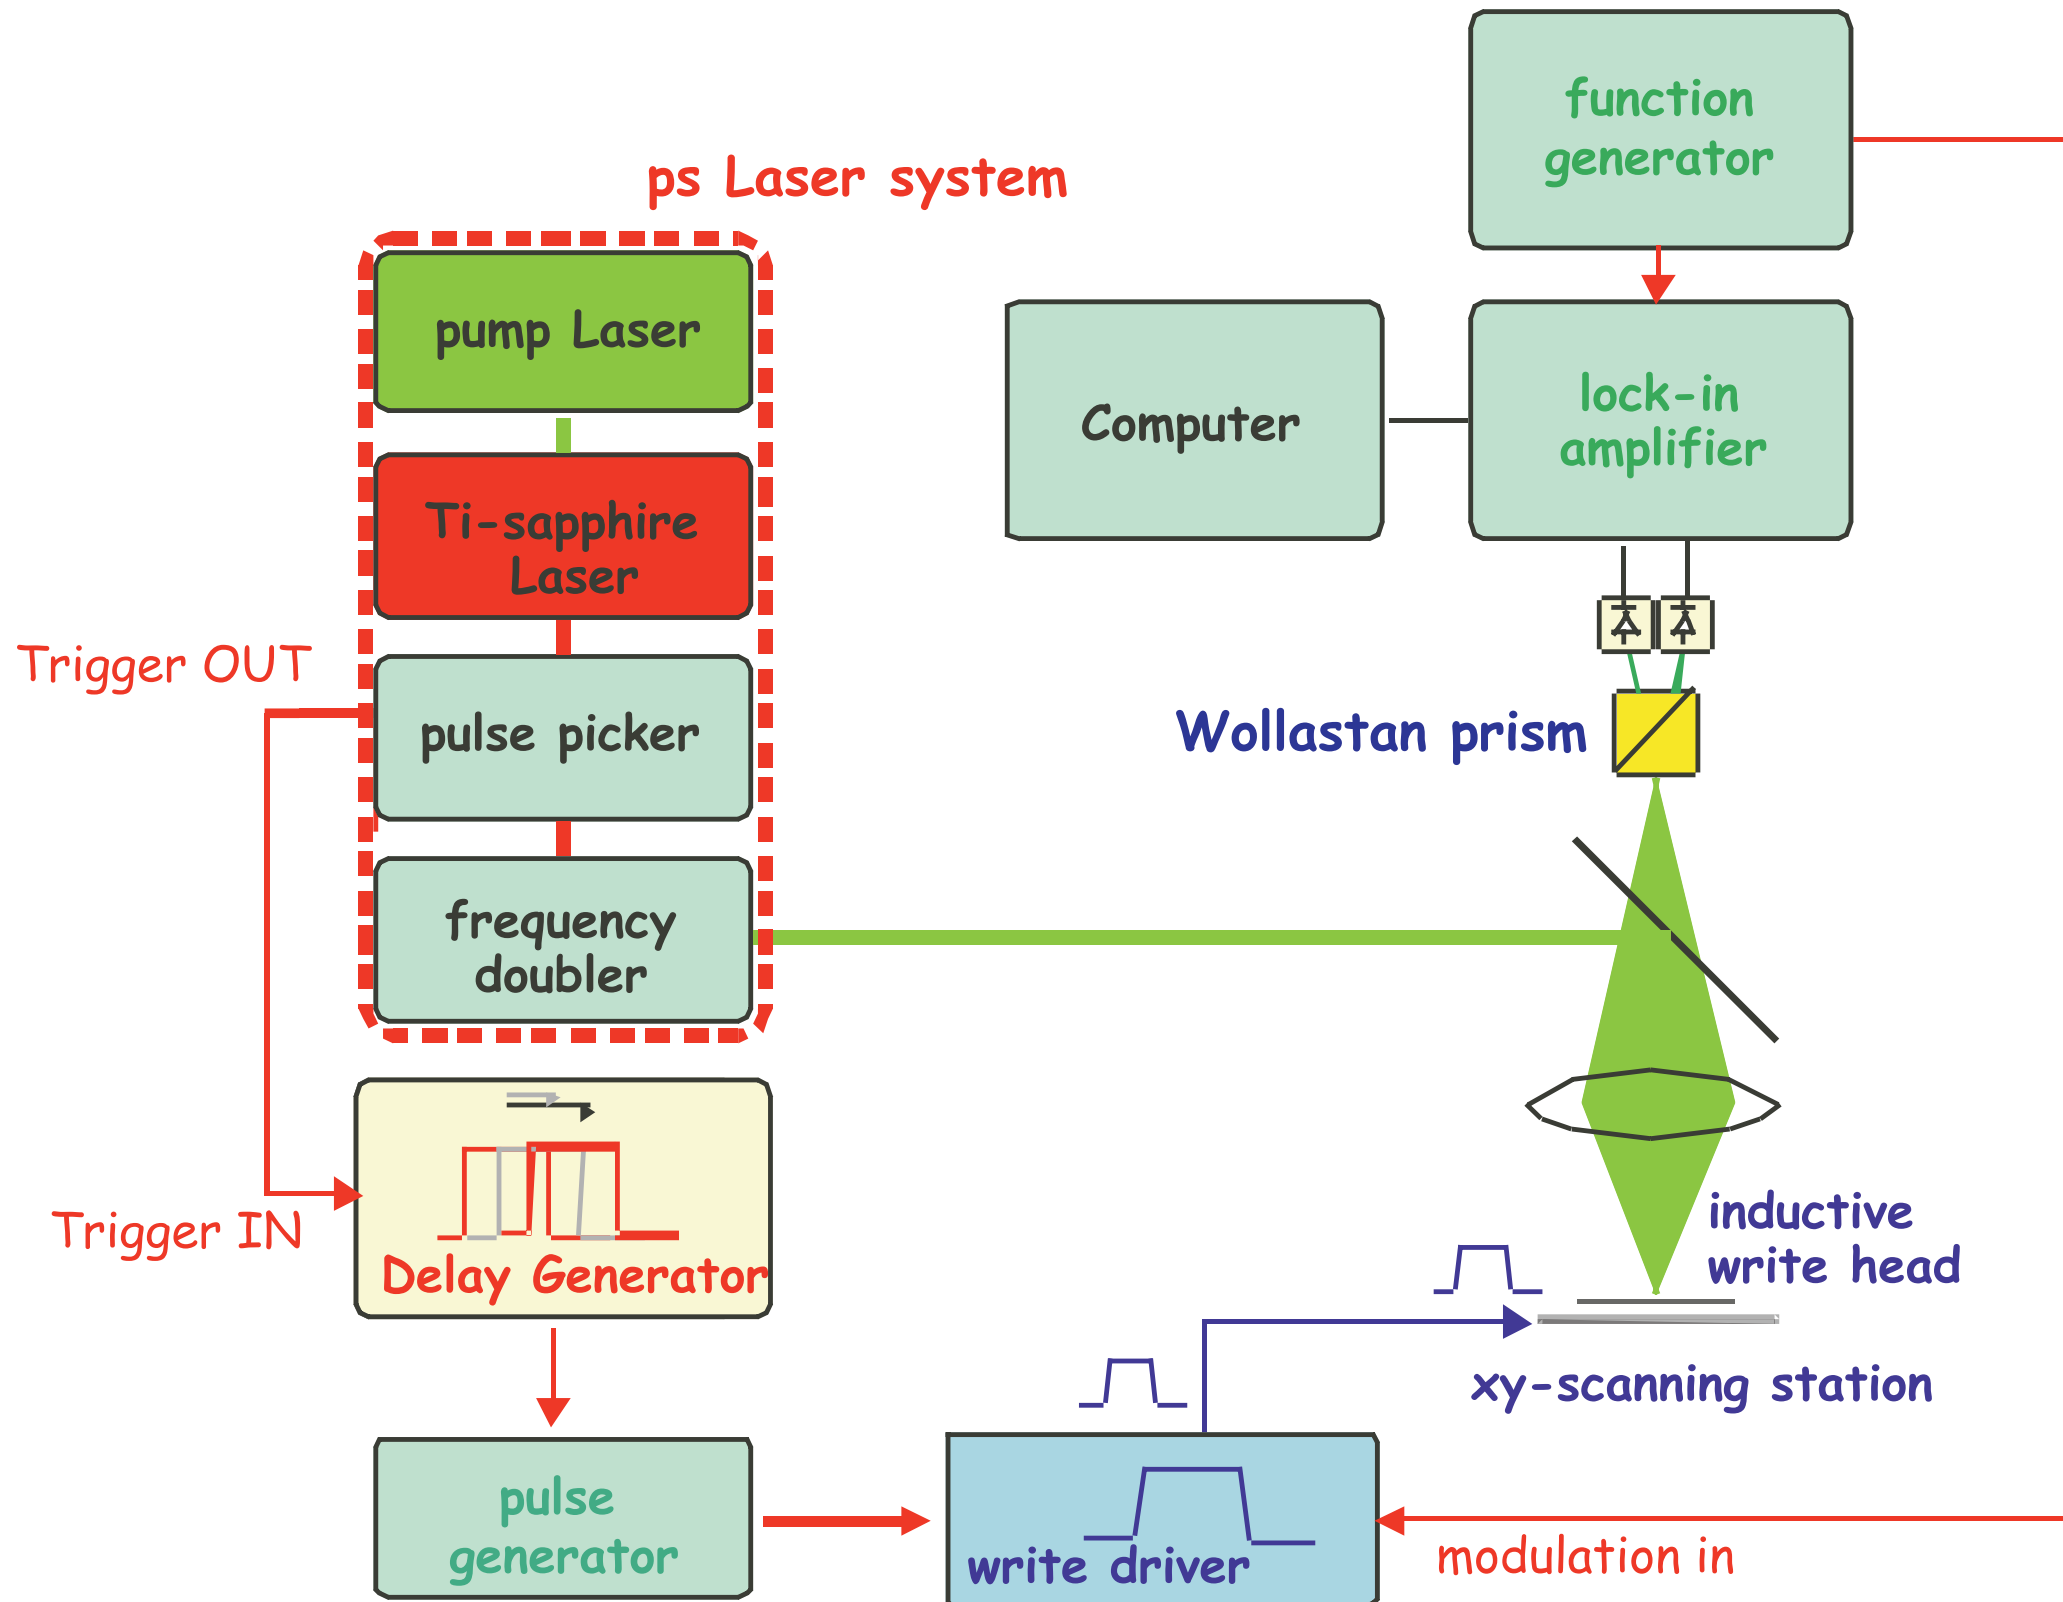 function
generator
ps Laser system
pump Laser
Computer
lock-in
amplifier
Ti-sapphire
Laser
Trigger OUT
pulse picker
Wollastan prism
frequency
doubler
Trigger IN
Delay Generator
inductive
write head
xy-scanning station
pulse
generator
write driver
modulation in